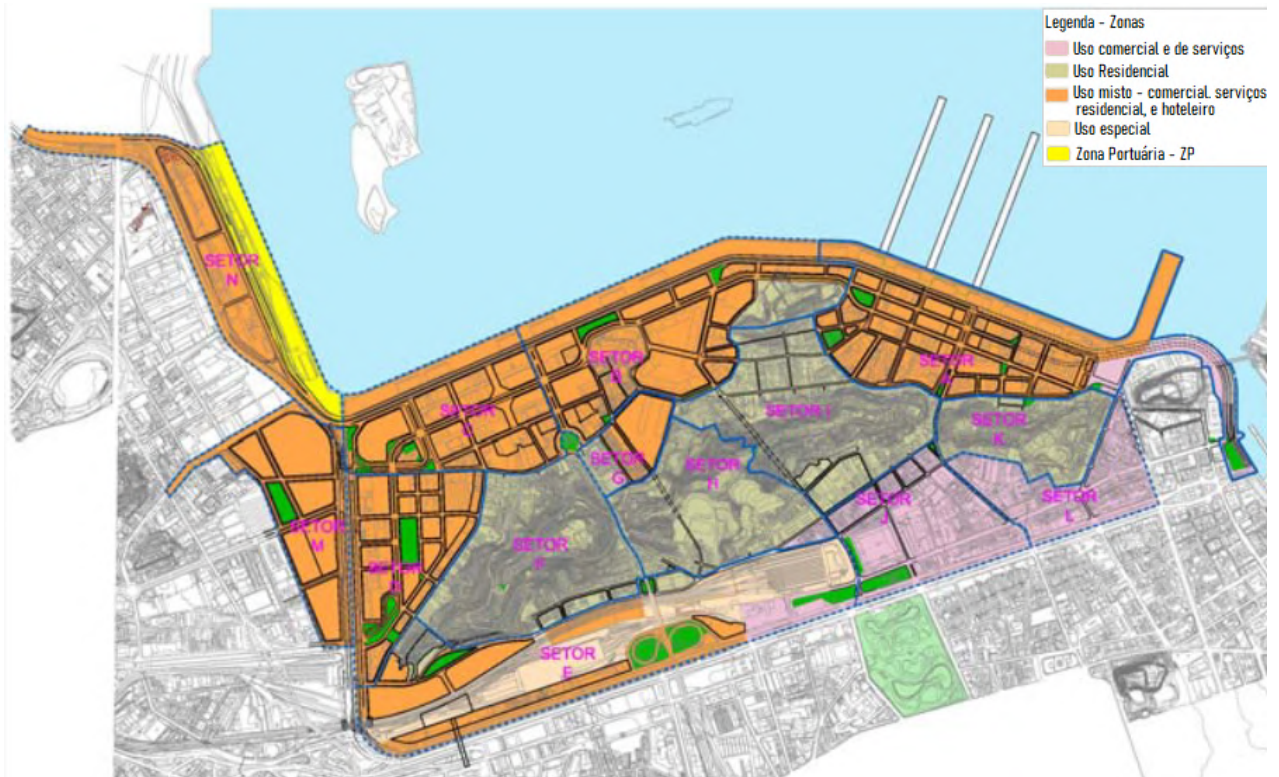 Legenda - Zonas
Uso comercial e de serviços
Uso Residencial
Uso misto - comercial. serviços
residencial, e hoteleiro
Uso especial
Zona Portuária - ZP
SETOR
N
SETOR
B
SETOR
A
SETOR
C
SETOR I
SETOR
K
SETOR
G
SETOR
H
SETOR
J
SETOR
L
SETOR
M
SETOR
F
SETOR
D
SETOR
E